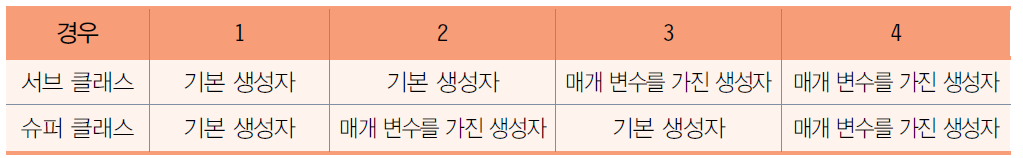 경우 1 2 3 4
서브 클래스 기본 생성자 기본 생성자 매개 변수를 가진 생성자 매개 변수를 가진 생성자
슈퍼 클래스 기본 생성자 매개 변수를 가진 생성자 기본 생성자 매개 변수를 가진 생성자